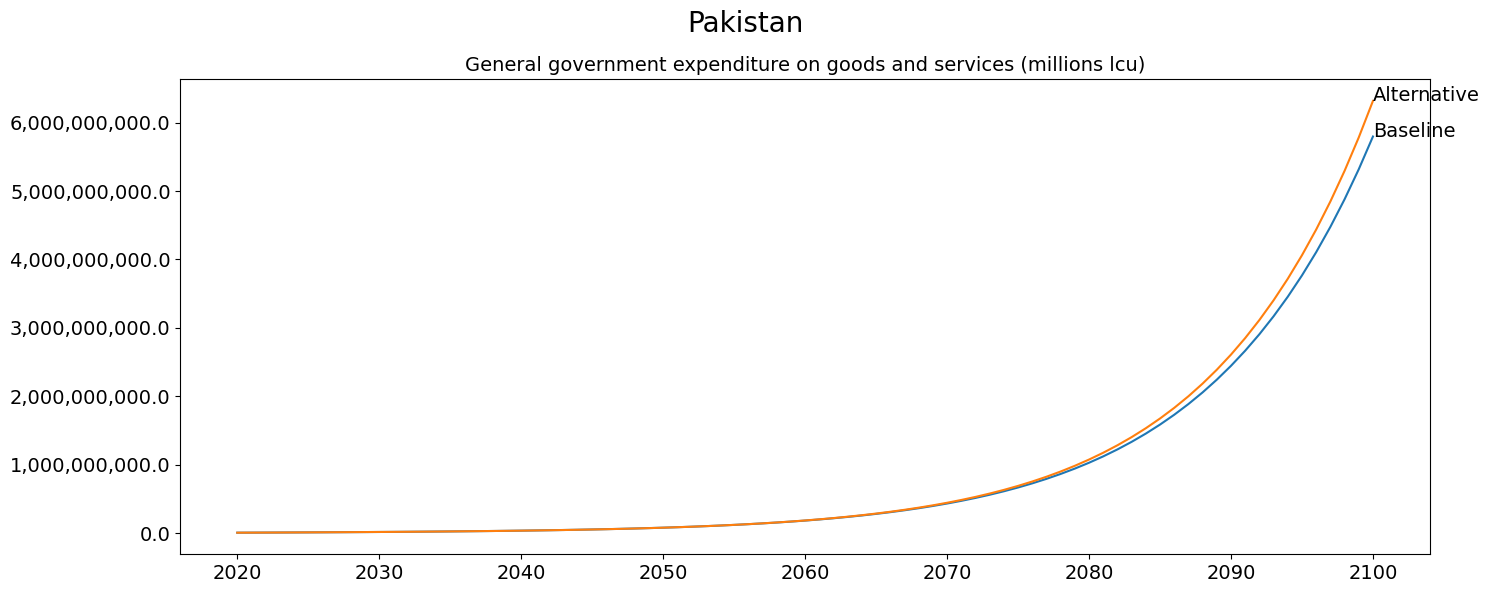 Pakistan
General government expenditure on goods and services (millions lcu)
Alternative
6,000,000,000.0
Baseline
5,000,000,000.0
4,000,000,000.0
3,000,000,000.0
2,000,000,000.0
1,000,000,000.0
0.0
2020 2030 2040 2050 2060 2070 2080 2090 2100